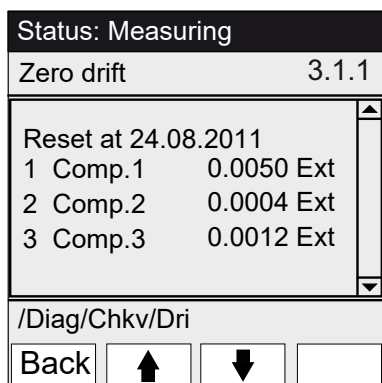 Status: Measuring
Zero drift 3.1.1
Reset at 24.08.2011
1 Comp.1 0.0050 Ext
2 Comp.2 0.0004 Ext
3 Comp.3 0.0012 Ext
/Diag/Chkv/Dri
Back